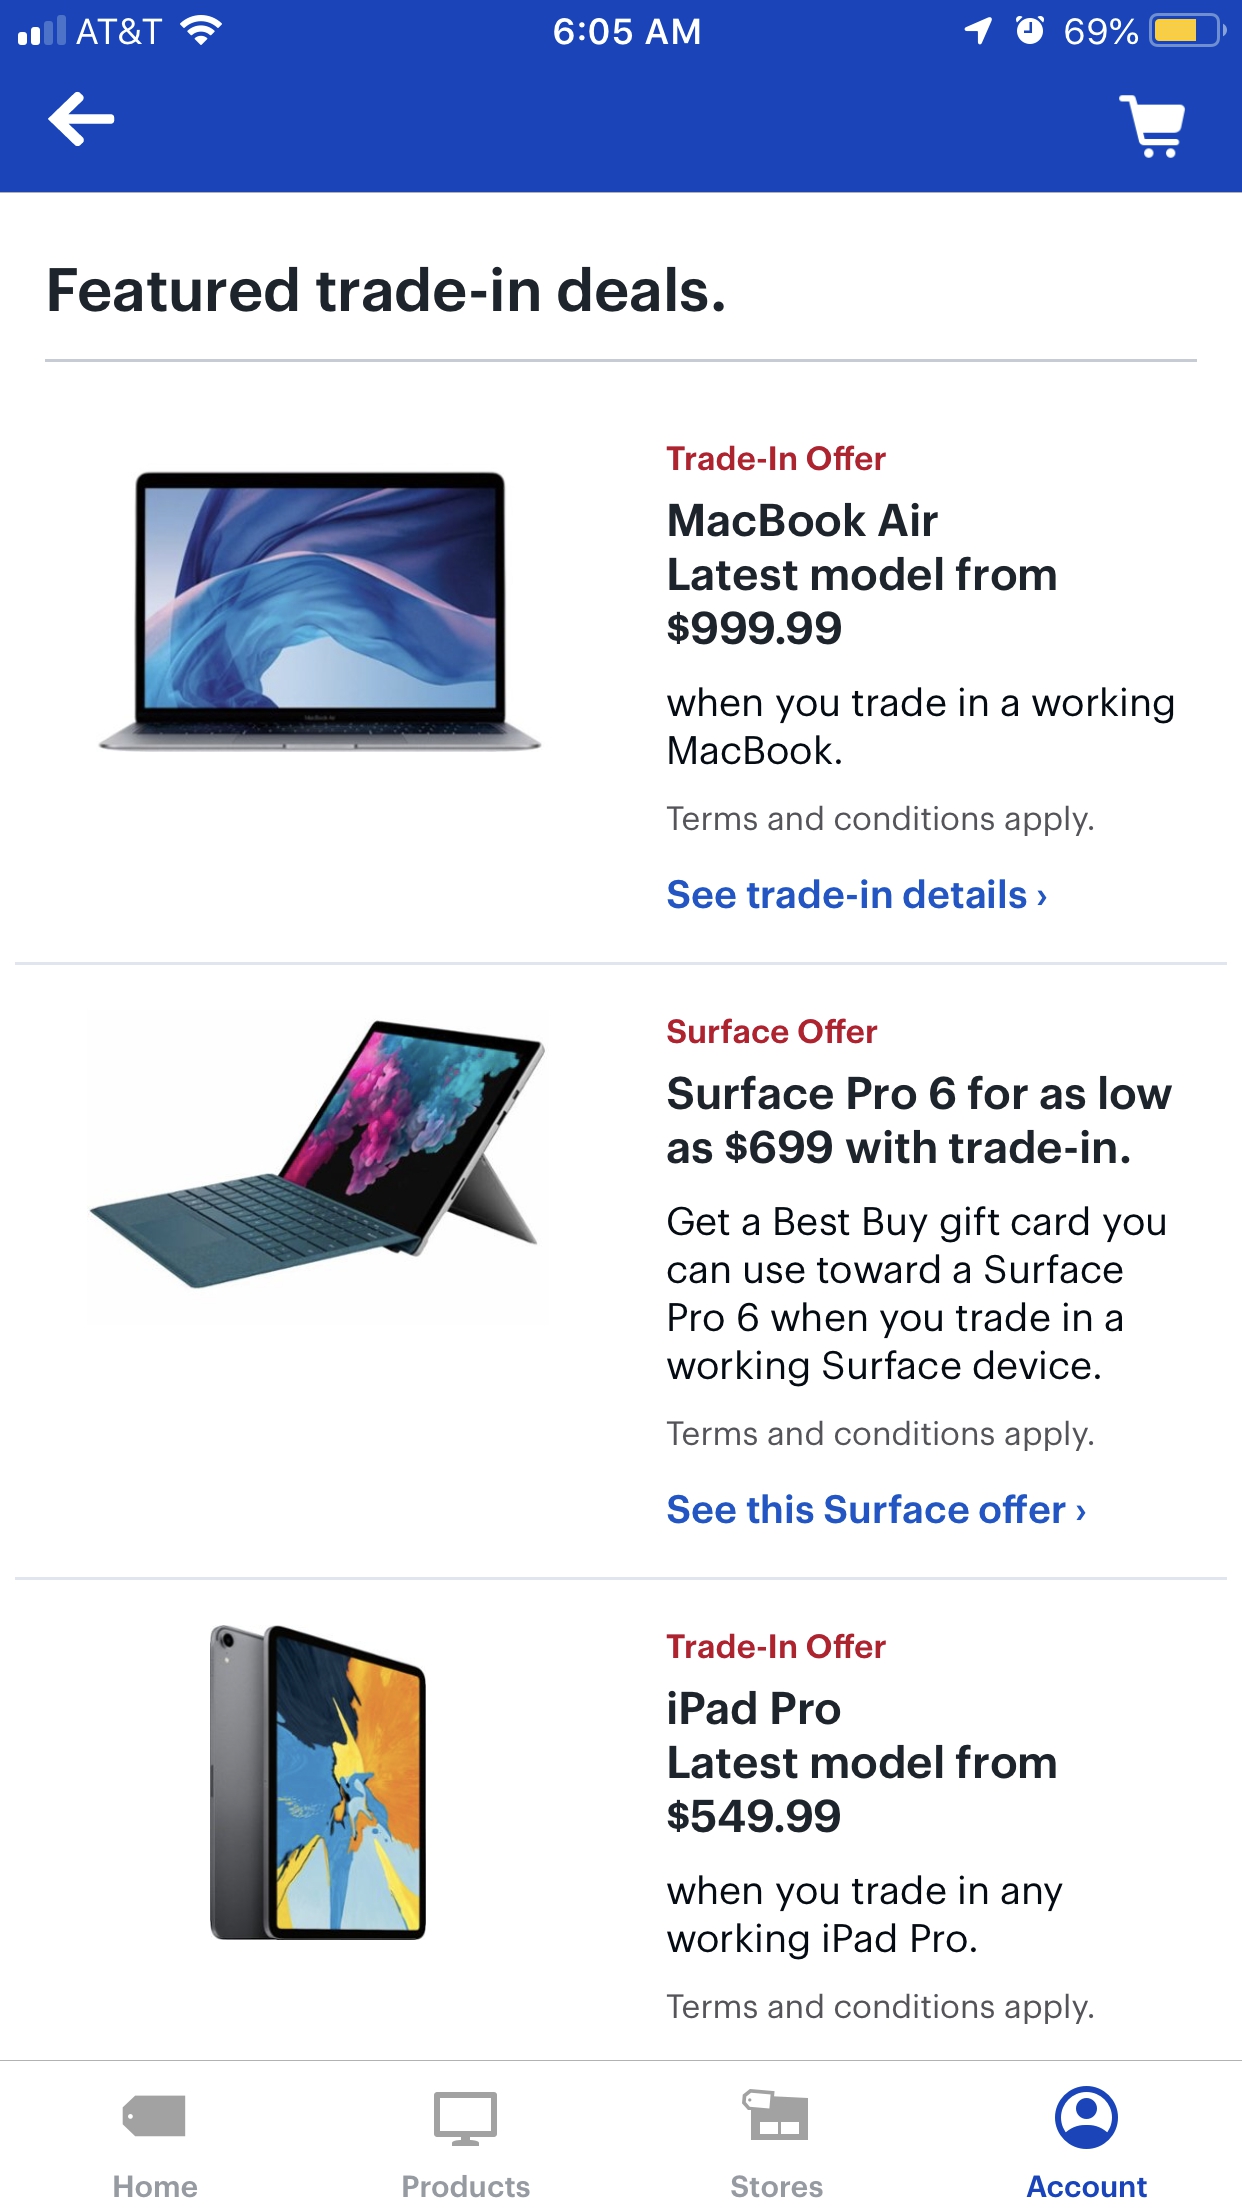 AT&T 6:05 AM 69%
Featured trade-in deals.
Trade-In Offer
MacBook Air
Latest model from
$999.99
when you trade in a working
MacBook.
Terms and conditions apply.
See trade-in details ›
Surface Offer
Surface Pro 6 for as low
as $699 with trade-in.
Get a Best Buy gift card you
can use toward a Surface
Pro 6 when you trade in a
working Surface device.
Terms and conditions apply.
See this Surface offer ›
Trade-In Offer
iPad Pro
Latest model from
$549.99
when you trade in any
working iPad Pro.
Terms and conditions apply.
Home Products Stores Account